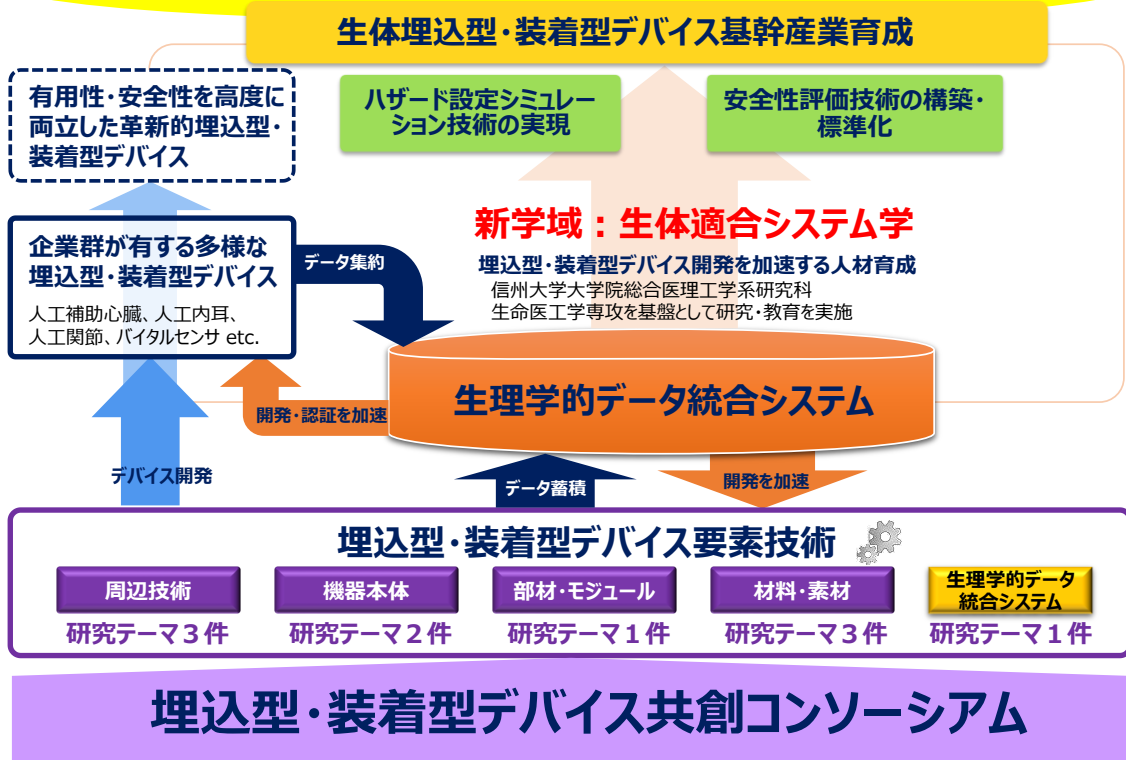 生体埋込型・装着型デバイス基幹産業育成
有用性・安全性を高度に
両立した革新的埋込型・
装着型デバイス
ハザード設定シミュレー
ション技術の実現
安全性評価技術の構築・
標準化
企業群が有する多様な
埋込型・装着型デバイス
人工補助心臓、人工内耳、
人工関節、バイタルセンサ etc.
データ集約
新学域：生体適合システム学
埋込型・装着型デバイス開発を加速する人材育成
信州大学大学院総合医理工学系研究科
生命医工学専攻を基盤として研究・教育を実施
生理学的データ統合システム
開発・認証を加速
デバイス開発
データ蓄積
開発を加速
埋込型・装着型デバイス要素技術
周辺技術
研究テーマ３件
機器本体
研究テーマ２件
部材・モジュール
研究テーマ１件
材料・素材
研究テーマ３件
生理学的データ
統合システム
研究テーマ１件
埋込型・装着型デバイス共創コンソーシアム